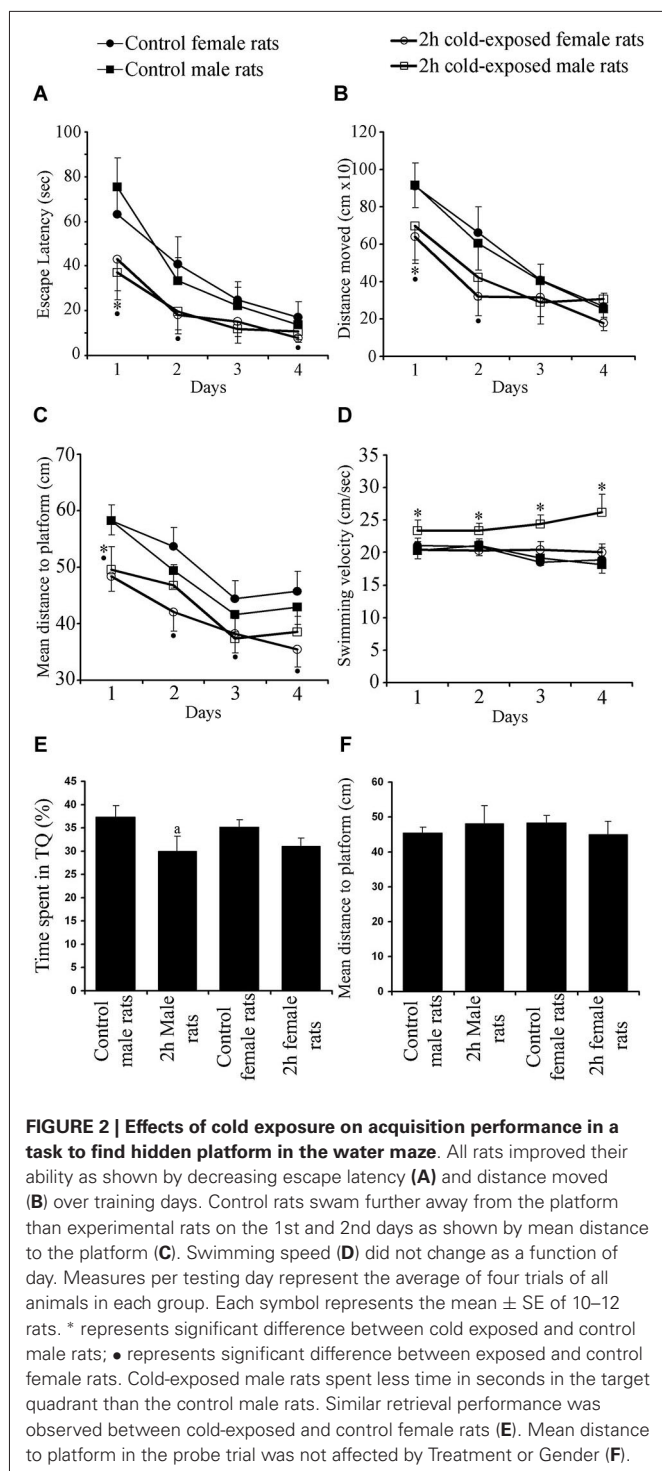 Control female rats
Control male rats
2h cold-exposed female rats
2h cold-exposed male rats
A
Escape Latency (sec)
100
80
60
40
20
0
*
•
•
•
1 2 3 4
Days
B
Distance moved (cm x10)
120
100
80
60
40
20
0
*
•
•
1 2 3 4
Days
C
Mean distance to platform (cm)
70
60
50
40
30
*
•
•
•
•
1 2 3 4
Days
D
Swimming velocity (cm/sec)
35
30
25
20
15
10
5
0
* * * *
1 2 3 4
Days
E
Time spent in TQ (%)
45
40
35
30
25
20
15
10
5
0
a
Control
male rats
2h Male
rats
Control
female rats
2h female
rats
F
Mean distance to platform (cm)
60
50
40
30
20
10
0
Control
male rats
2h Male
rats
Control
female rats
2h female
rats
FIGURE 2 | Effects of cold exposure on acquisition performance in a
task to find hidden platform in the water maze. All rats improved their
ability as shown by decreasing escape latency (A) and distance moved
(B) over training days. Control rats swam further away from the platform
than experimental rats on the 1st and 2nd days as shown by mean distance
to the platform (C). Swimming speed (D) did not change as a function of
day. Measures per testing day represent the average of four trials of all
animals in each group. Each symbol represents the mean ± SE of 10–12
rats. * represents significant difference between cold exposed and control
male rats; • represents significant difference between exposed and control
female rats. Cold-exposed male rats spent less time in seconds in the target
quadrant than the control male rats. Similar retrieval performance was
observed between cold-exposed and control female rats (E). Mean distance
to platform in the probe trial was not affected by Treatment or Gender (F).